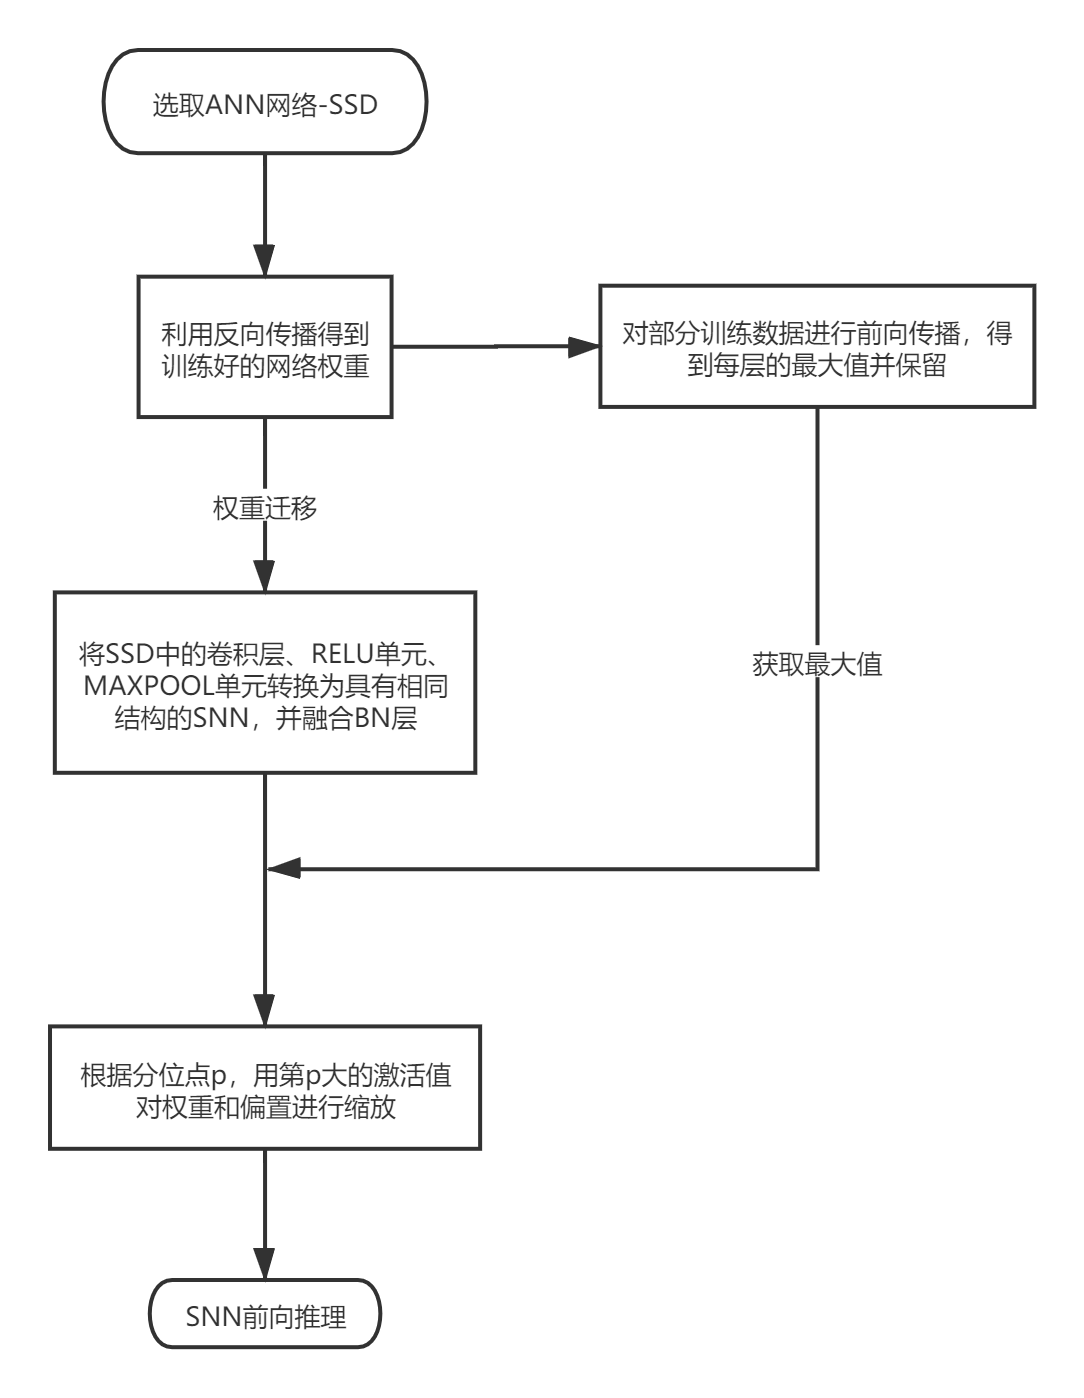 选取ANN网络-SSD
利用反向传播得到
训练好的网络权重
对部分训练数据进行前向传播，得
到每层的最大值并保留
权重迁移
将SSD中的卷积层、RELU单元、
MAXPOOL单元转换为具有相同
结构的SNN，并融合BN层
获取最大值
根据分位点p，用第p大的激活值
对权重和偏置进行缩放
SNN前向推理